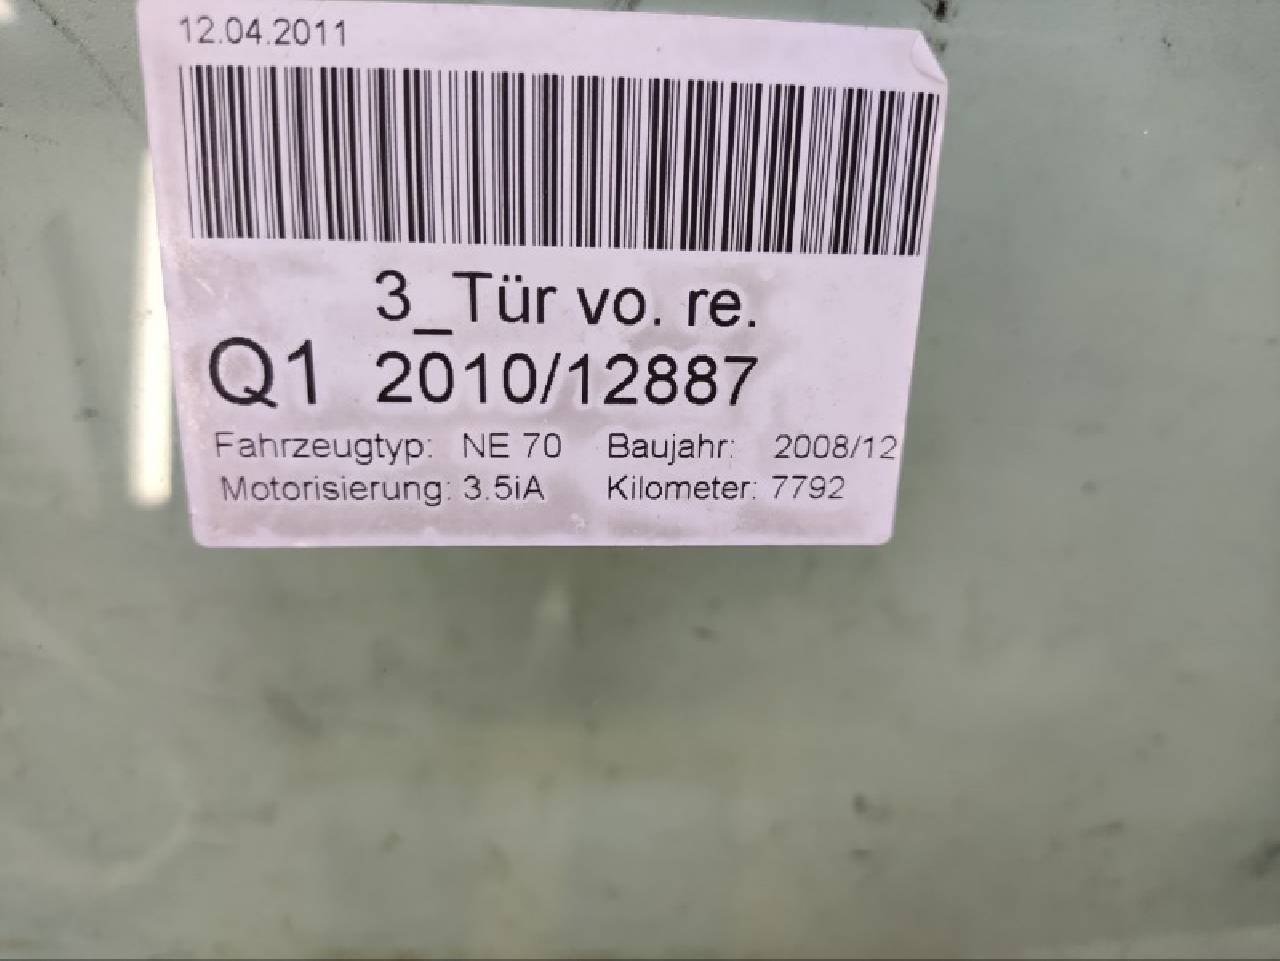 12.04.2011
3_Tür vo. re.
Q1 2010/12887
Fahrzeugtyp: NE 70 Baujahr: 2008/12
Motorisierung: 3.5iA Kilometer: 7792